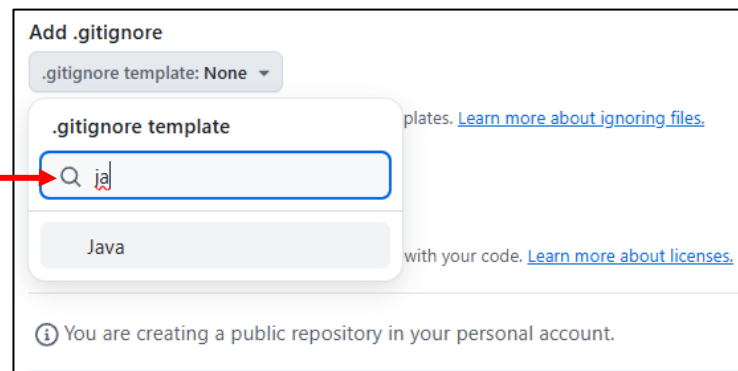 Add .gitignore
.gitignore template: None
.gitignore template
plates. Learn more about ignoring files.
ja
Java
with your code. Learn more about licenses.
You are creating a public repository in your personal account.